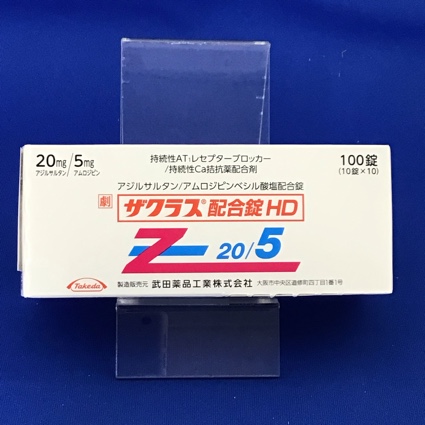 20mg/5mg
アジルサルタン/アムロジピン
持続性AT₁レセプターブロッカー
/持続性Ca拮抗薬配合剤
100錠
(10錠×10)
アジルサルタン/アムロジピンベシル酸塩配合錠
劇 ザクラス®配合錠HD
Z 20/5
Takeda
製造販売元 武田薬品工業株式会社 大阪市中央区道修町四丁目1番1号